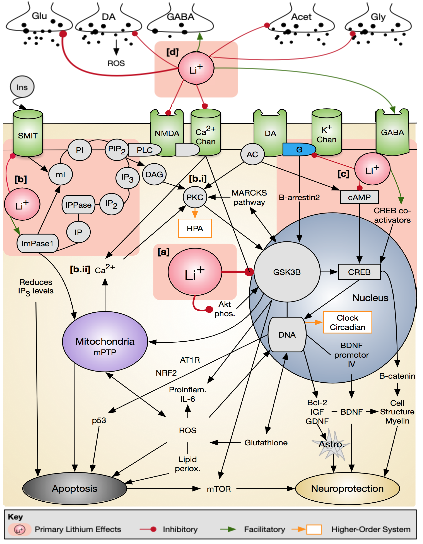 Glu DA GABA Acet Gly
ROS
[d]
Li+
Ins
SMIT
NMDA
Ca2+
Chan
DA
K+
Chan
GABA
PI
PIP2
PLC
AC
G
[b]
mI
IP3
DAG
[b.i]
[c]
Li+
Li+
IPPase
IP2
PKC
MARCKS
pathway
cAMP
B-arrestin2
CREB co-
activators
ImPase1
IP
HPA
[a]
[b.ii]
Ca2+
Li+
GSK3B
CREB
Reduces
IP3 levels
Akt
phos.
Nucleus
Mitochondria
mPTP
DNA
Clock
Circadian
AT1R
BDNF
promotor
IV
NRF2
Proinflam.
IL-6
B-catenin
p53
Bcl-2
IGF
GDNF
BDNF
Cell
Structure
Myelin
ROS
Glutathione
Astro.
Lipid
periox.
Apoptosis
mTOR
Neuroprotection
Key
Primary Lithium Effects
Inhibitory
Facilitatory
Higher-Order System